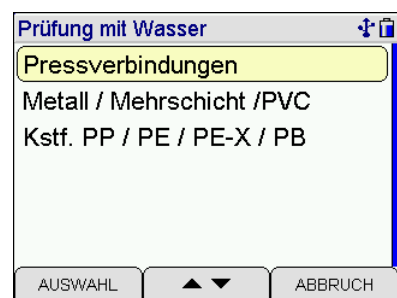 Prüfung mit Wasser
Pressverbindungen
Metall / Mehrschicht /PVC
Kstf. PP / PE / PE-X / PB
AUSWAHL
ABBRUCH